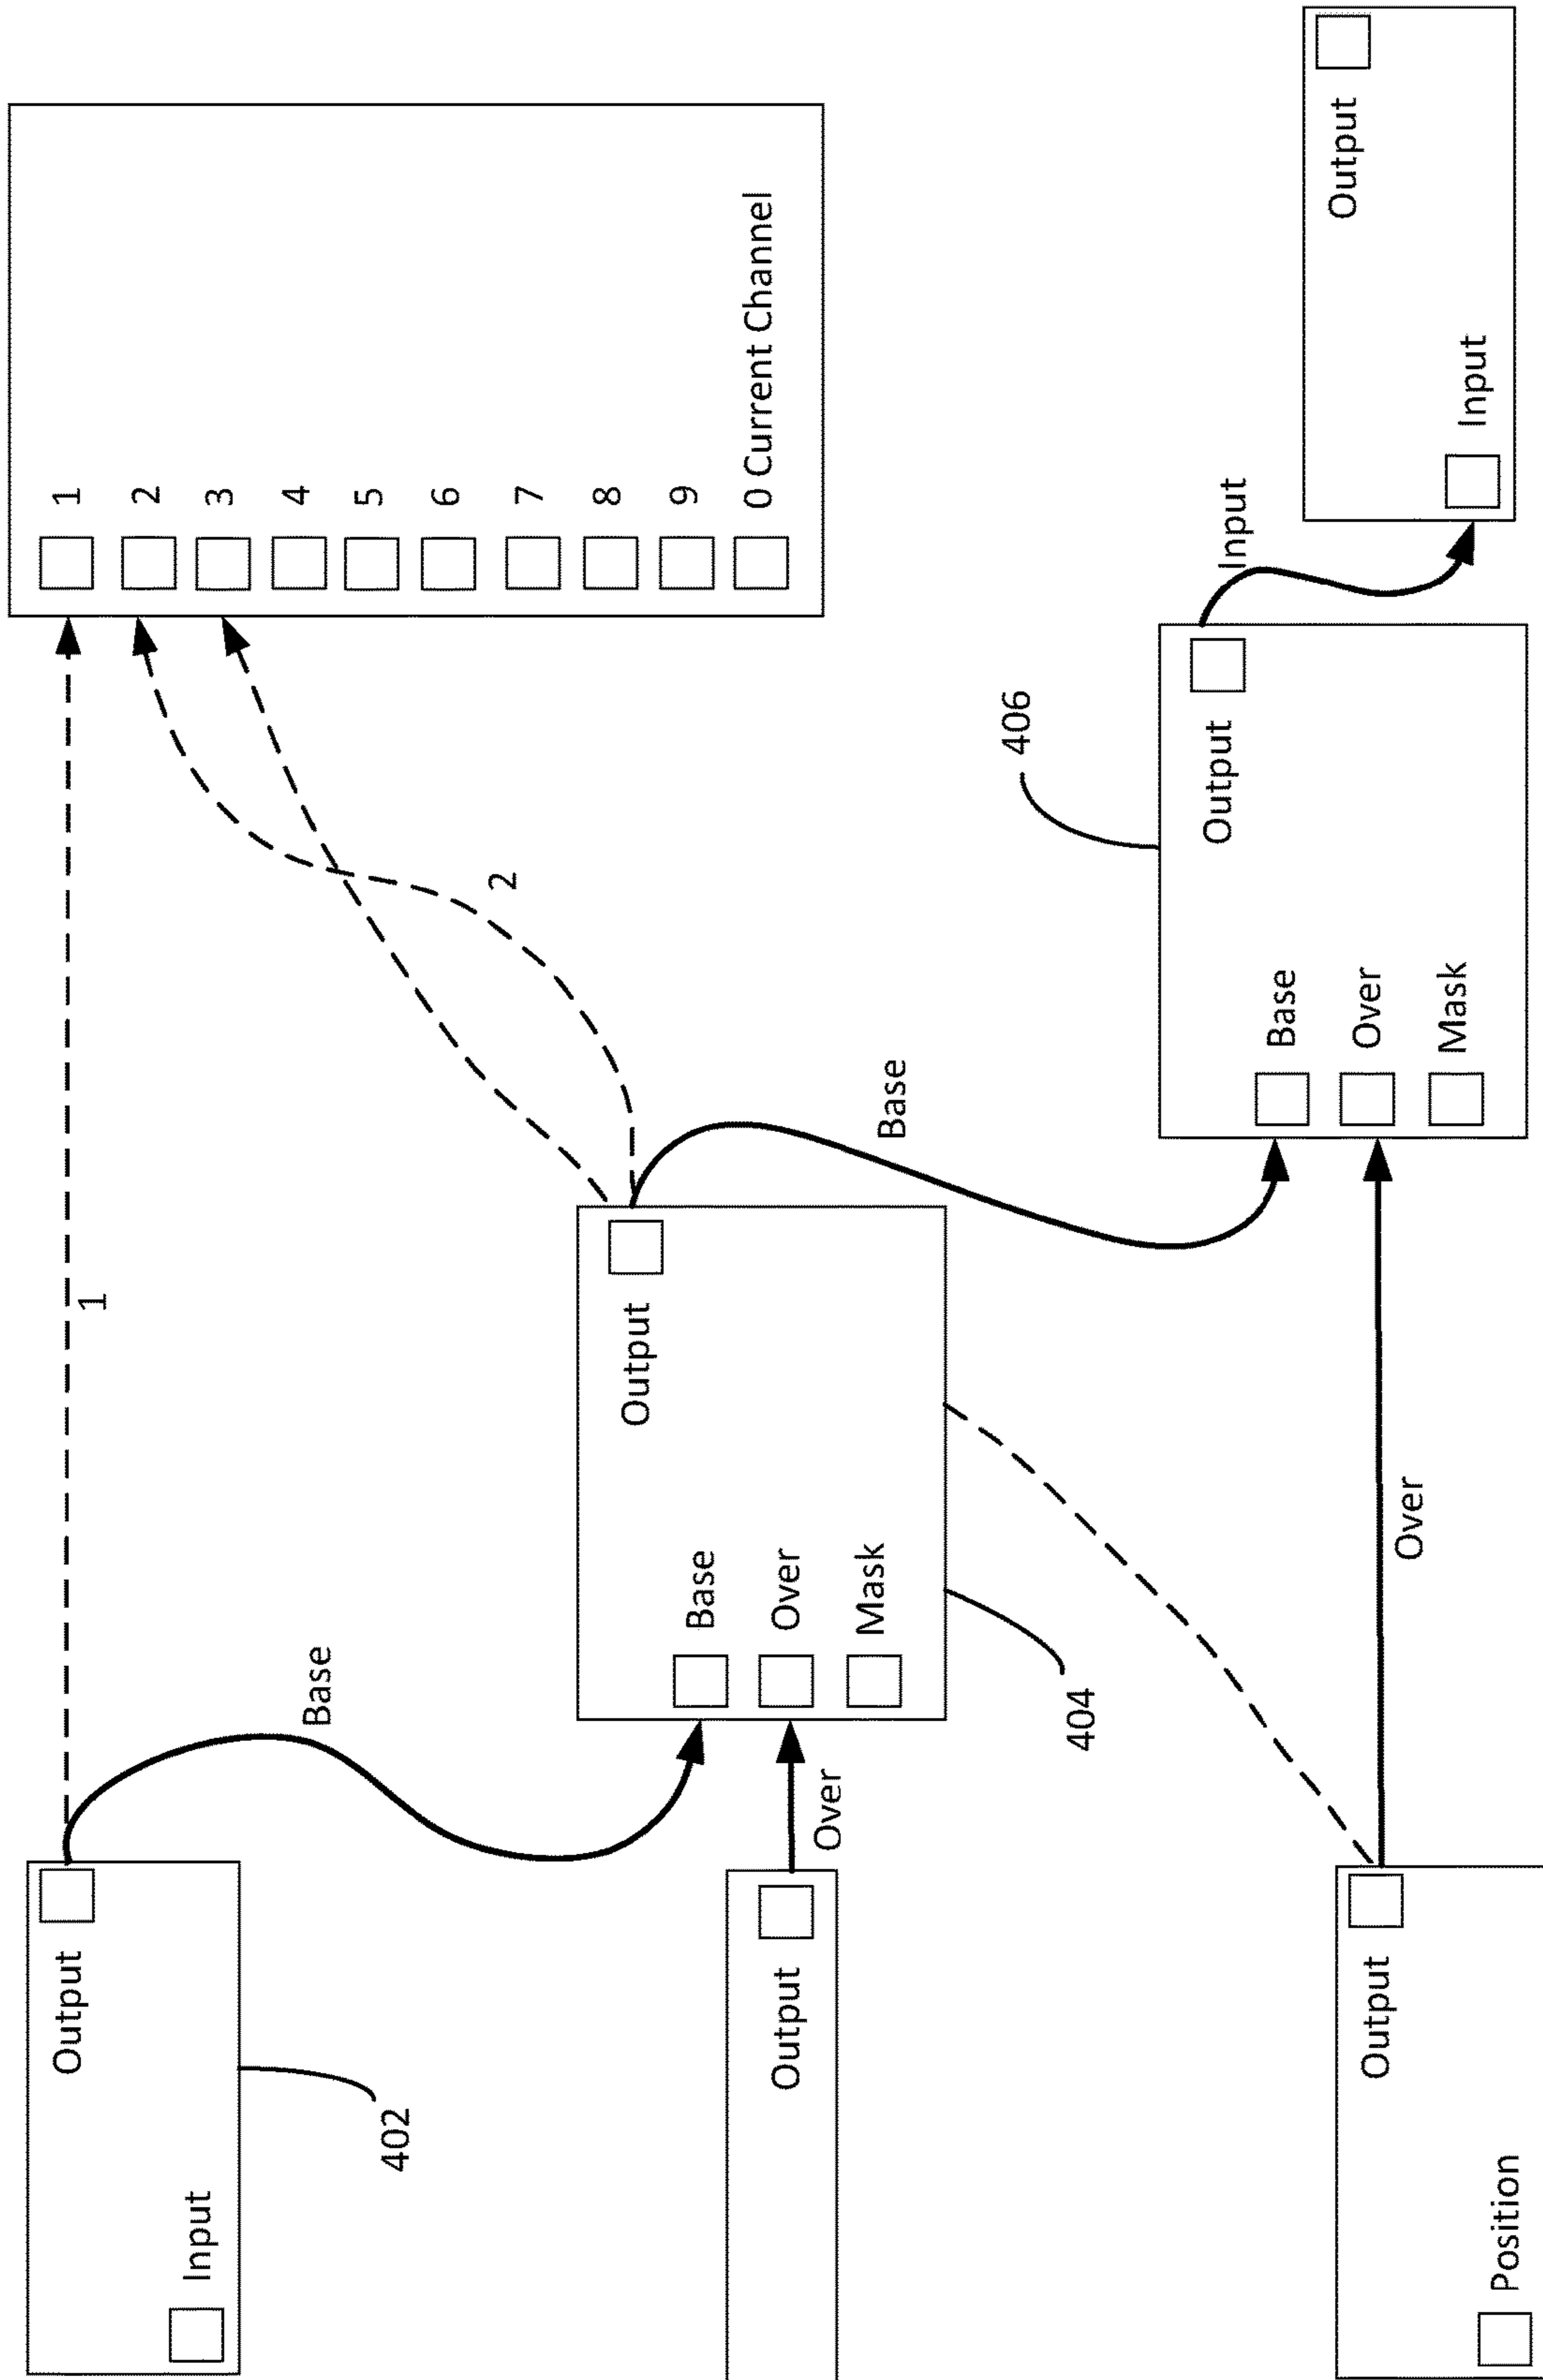 Output
Input
402
1
Base
1
2
3
4
5
6
7
8
9
0 Current Channel
2
Output
Over
Output
Base
Over
Mask
404
Base
Output
Position
Over
406
Output
Base
Over
Mask
Input
Output
Input